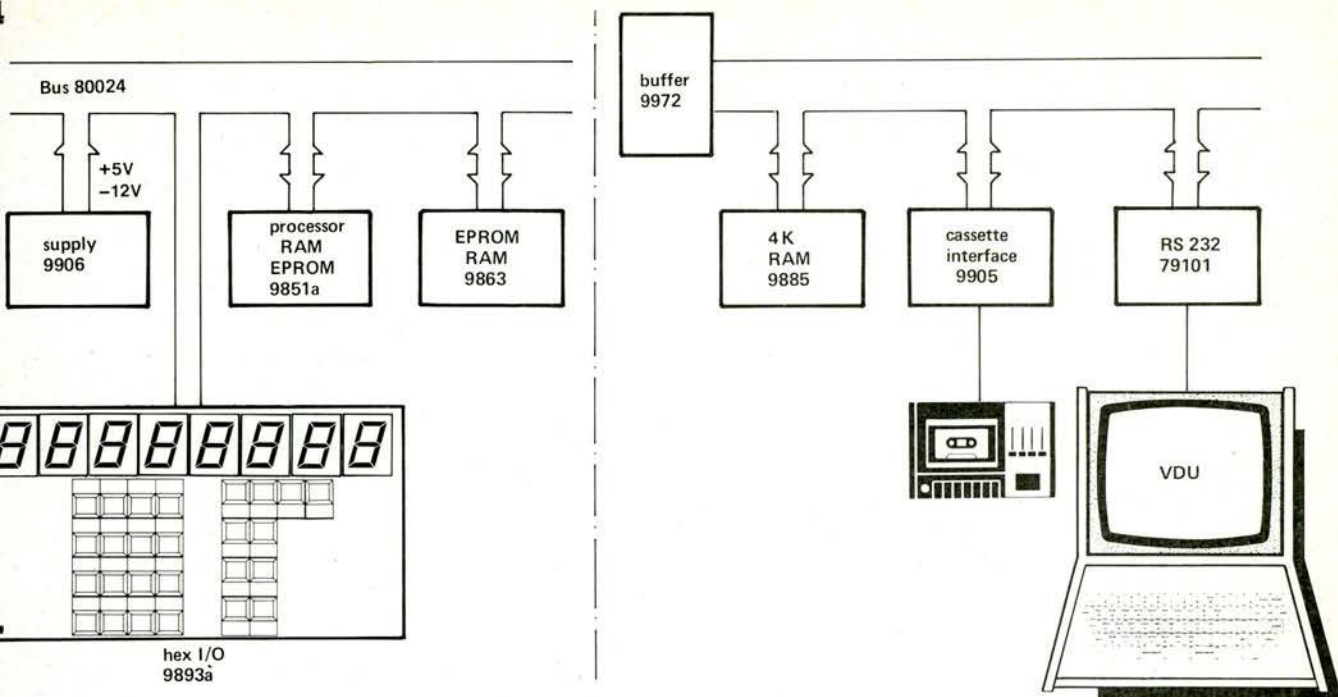 4
Bus 80024
+5V
−12V
supply
9906
processor
RAM
EPROM
9851a
EPROM
RAM
9863
hex I/O
9893a
buffer
9972
4K
RAM
9885
cassette
interface
9905
RS 232
79101
VDU